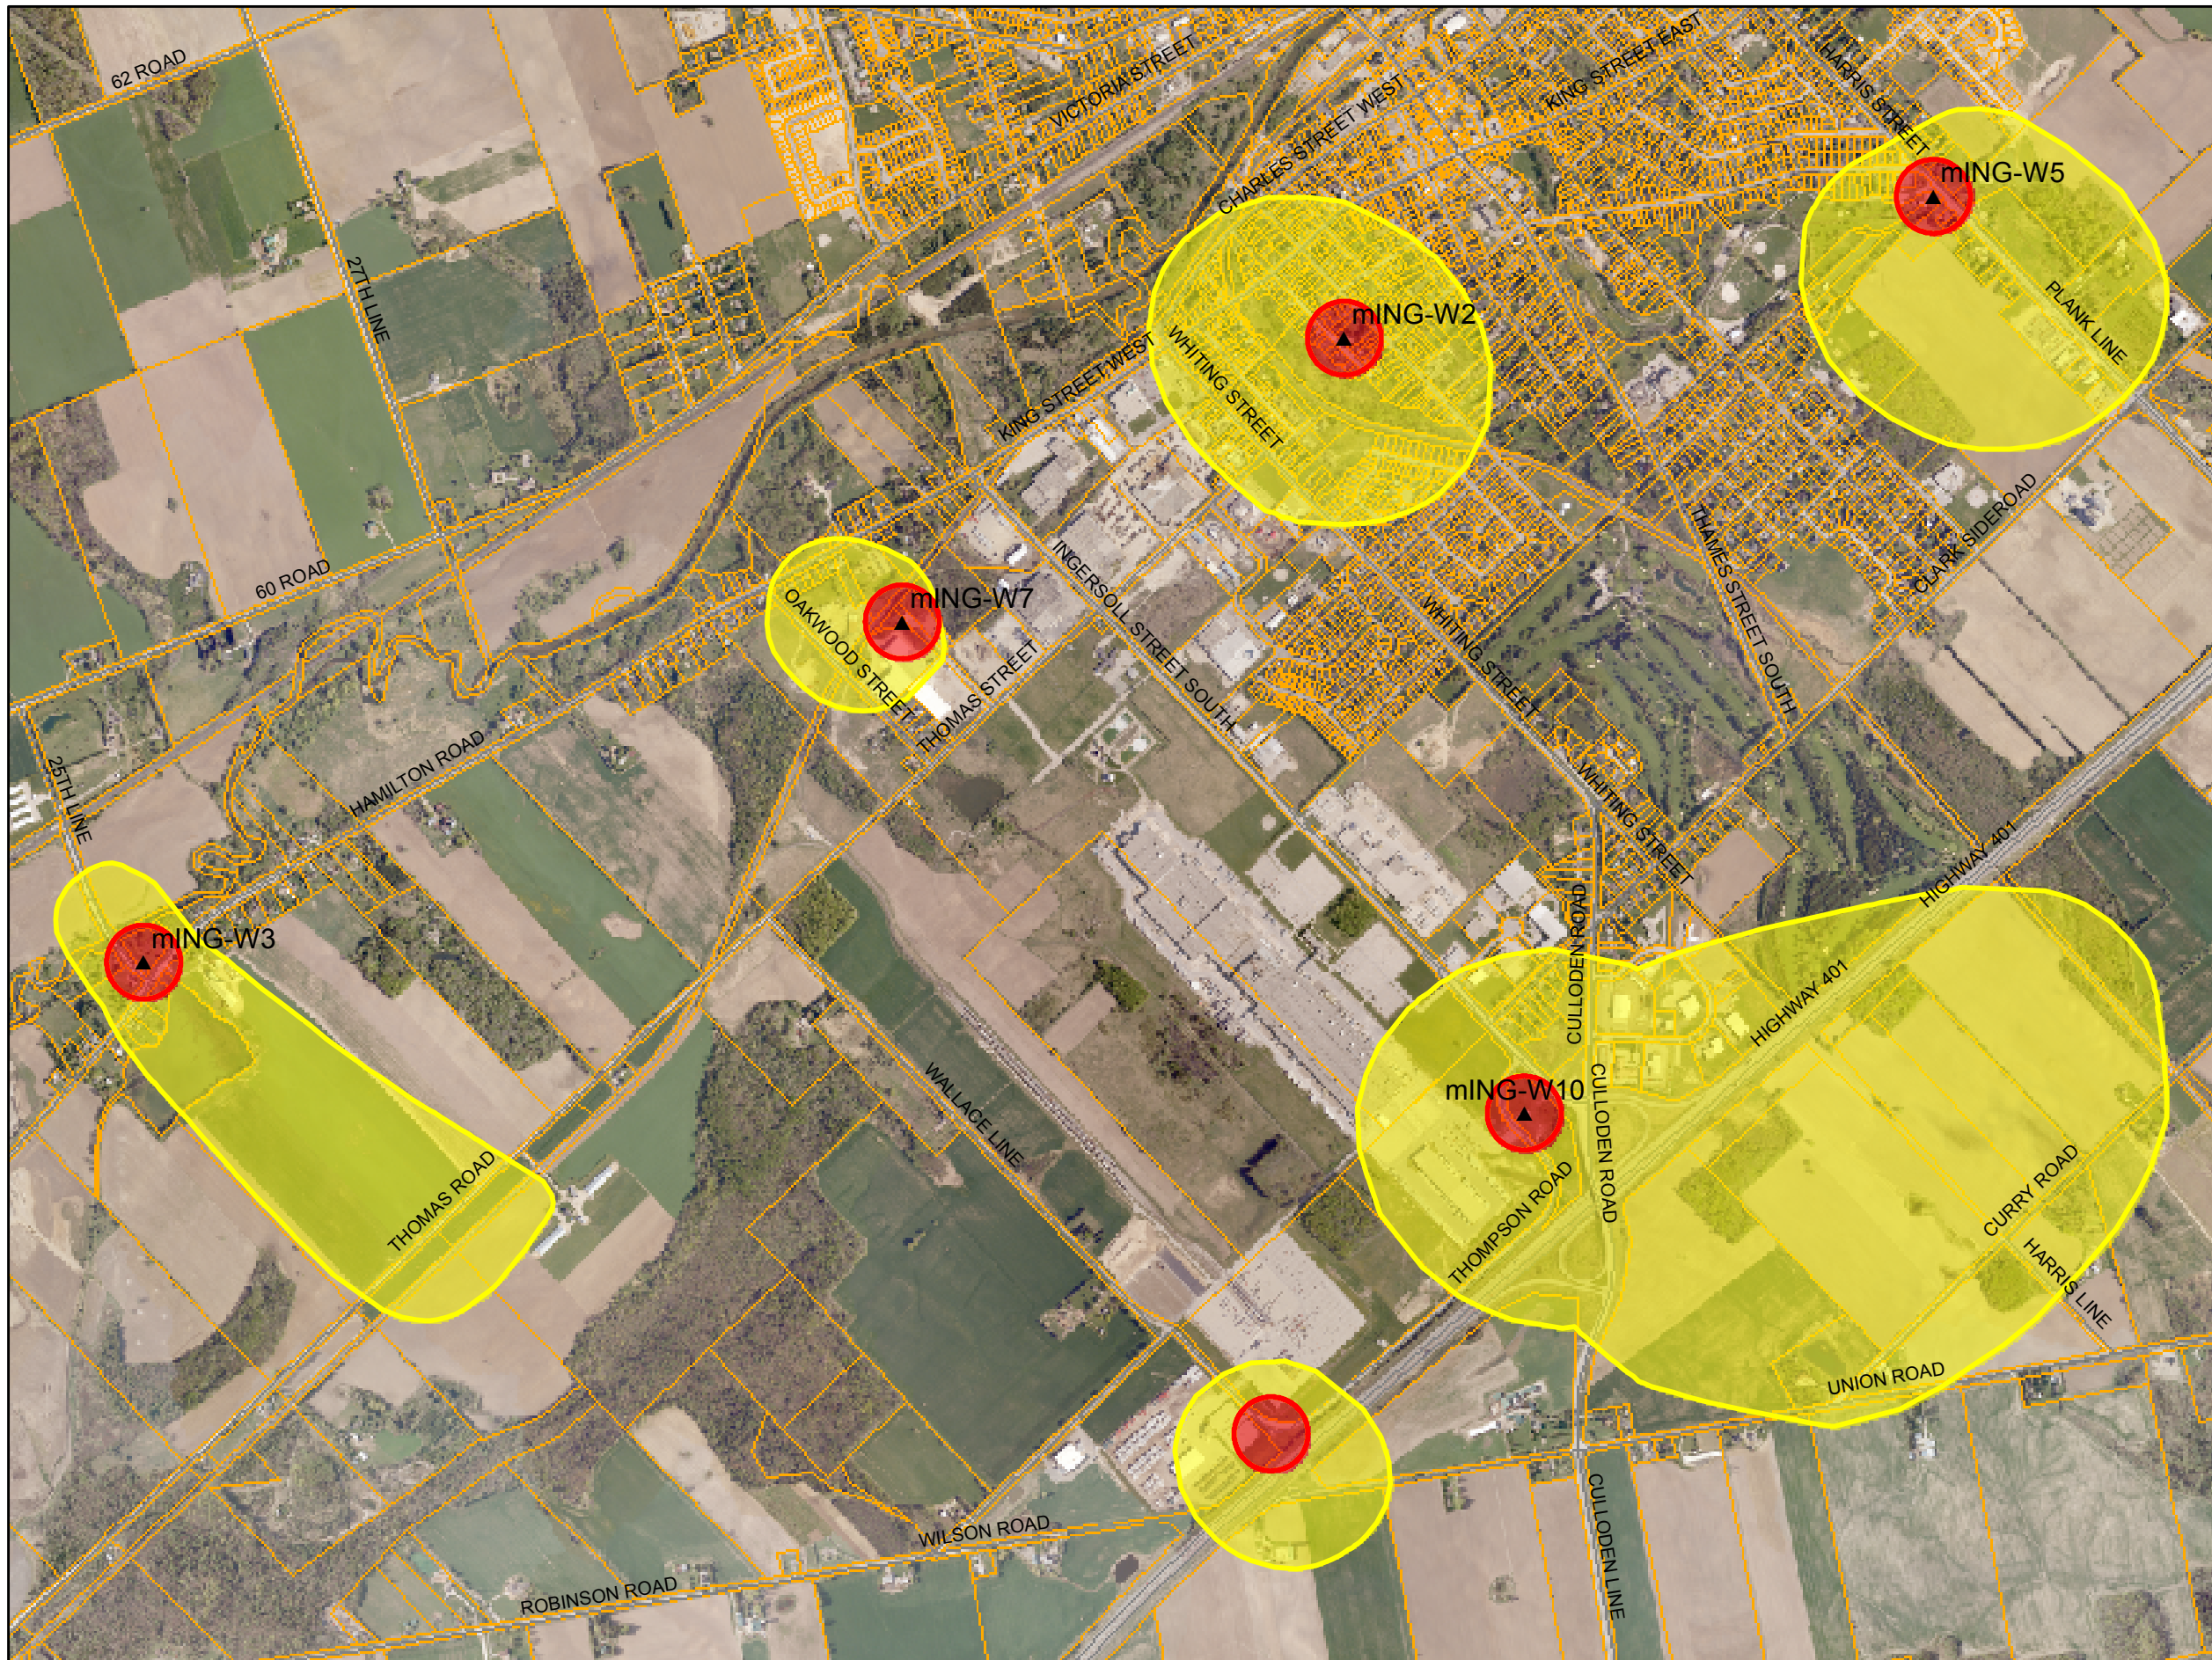 62 ROAD
VICTORIA STREET
CHARLES STREET WEST
KING STREET EAST
HARRIS STREET
mING-W5
27TH LINE
mING-W2
PLANK LINE
KING STREET WEST
WHITING STREET
60 ROAD
INGERSOLL STREET SOUTH
THAMES STREET SOUTH
CLARK SIDEROAD
mING-W7
OAKWOOD STREET
THOMAS STREET
WHITING STREET
25TH LINE
HAMILTON ROAD
WHITING STREET
HIGHWAY 401
mING-W3
CULLODEN ROAD
HIGHWAY 401
WALLACE LINE
mING-W10
CULLODEN ROAD
THOMAS ROAD
THOMPSON ROAD
CURRY ROAD
HARRIS LINE
UNION ROAD
WILSON ROAD
CULLODEN LINE
ROBINSON ROAD